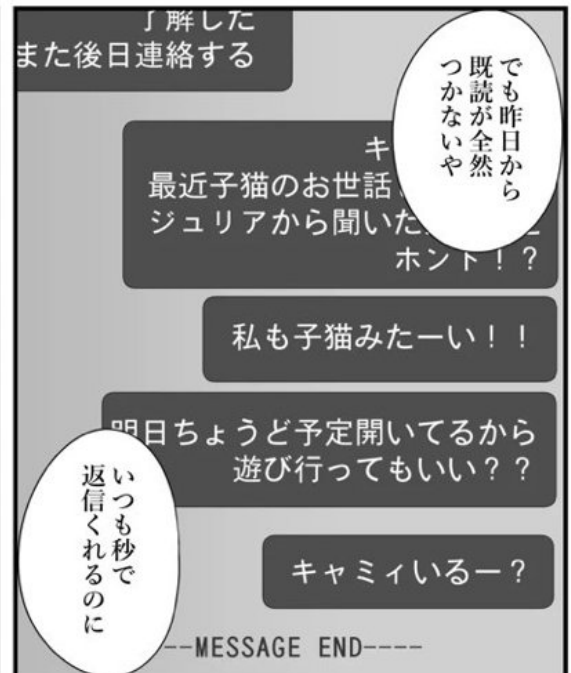 了解した
また後日連絡する
でも昨日から
既読が全然
つかないや
キ
最近子猫のお世話
ジュリアから聞いた
ホント！？
私も子猫みたーい！！
明日ちょうど予定開いてるから
遊び行ってもいい？？
いつも秒で
返信くれるのに
キャミィいるー？
--MESSAGE END----